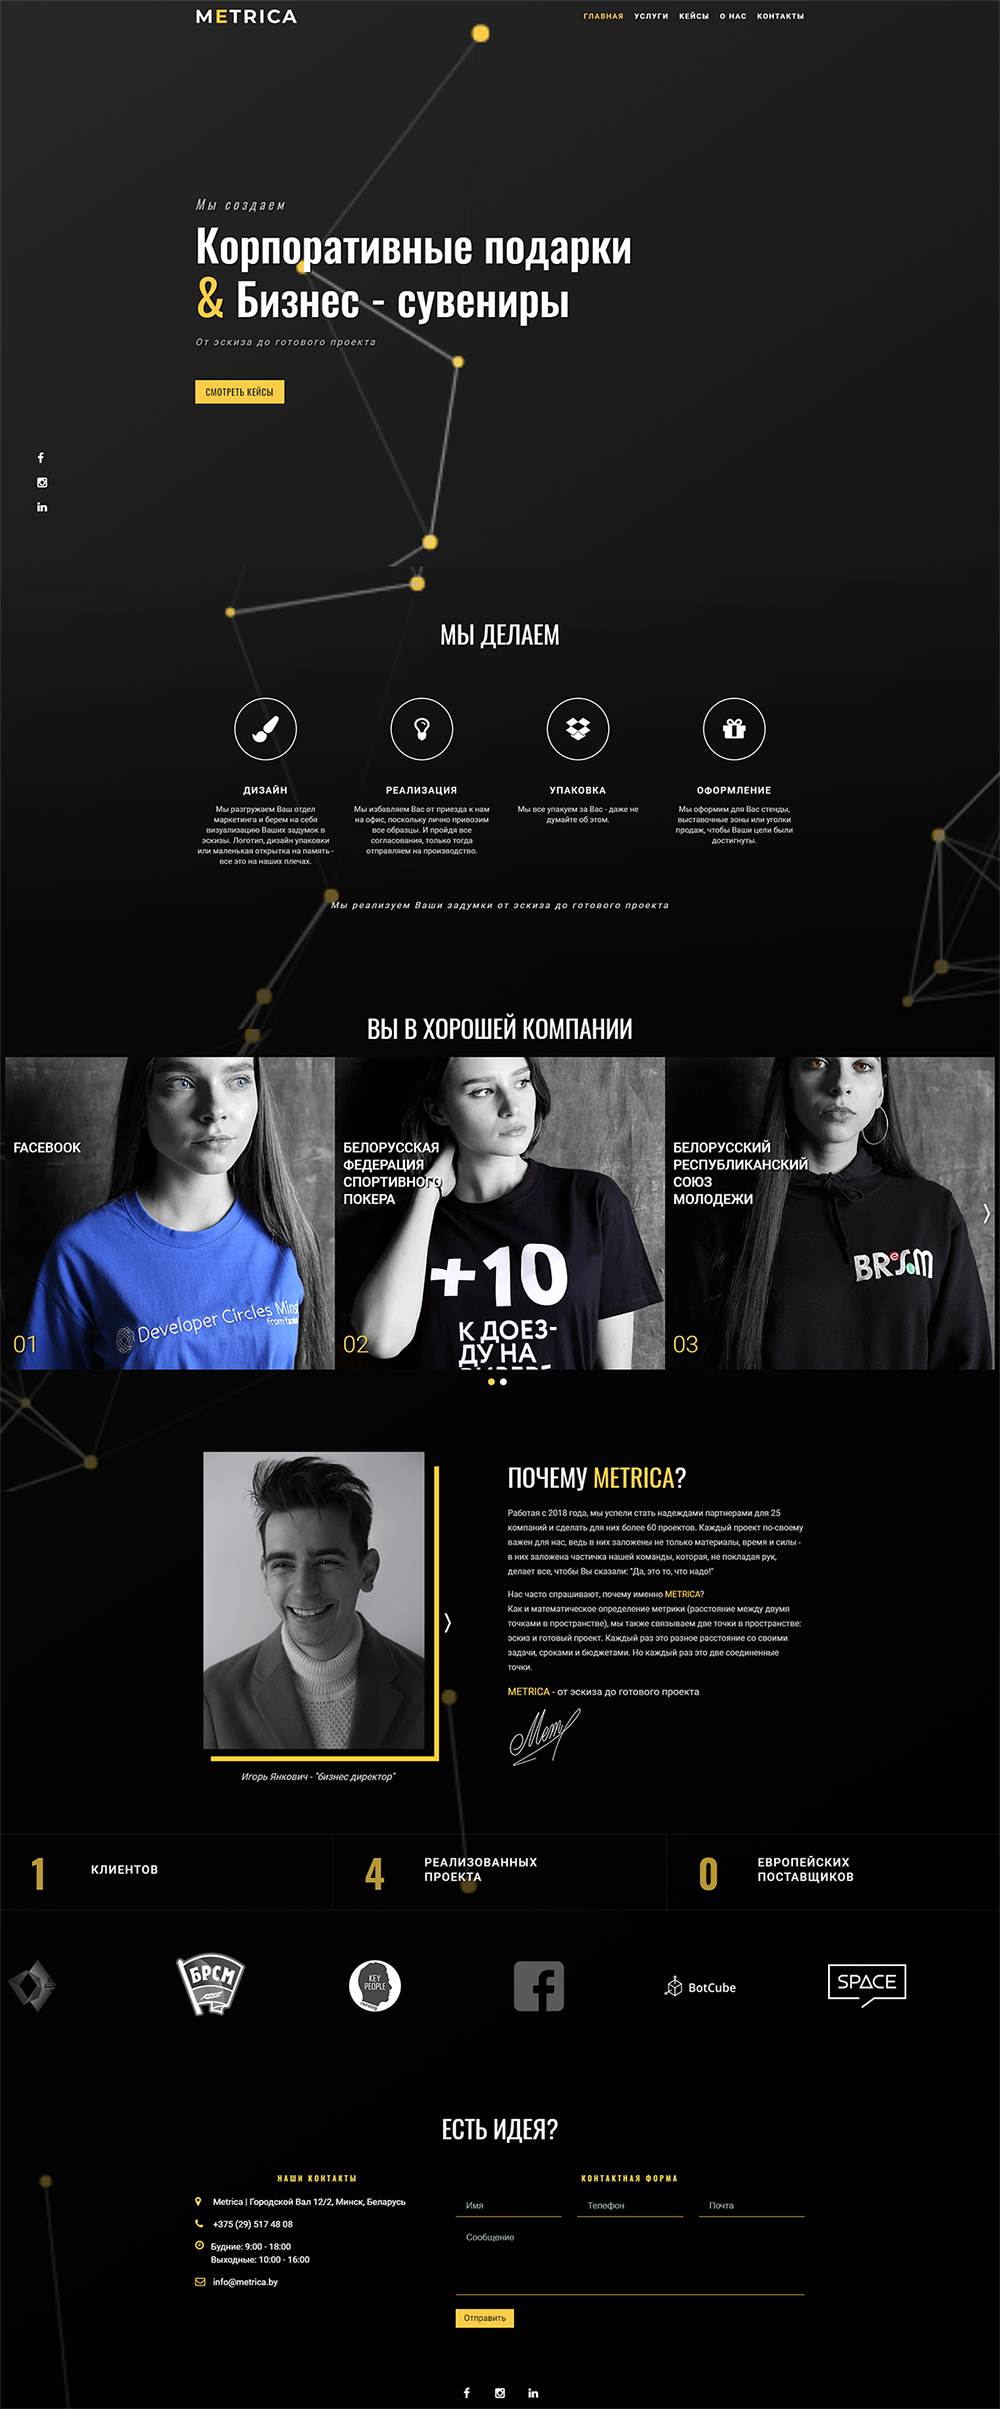 METRICA
ГЛАВНАЯ УСЛУГИ КЕЙСЫ О НАС КОНТАКТЫ
Мы создаем
Корпоративные подарки
& Бизнес - сувениры
От эскиза до готового проекта
СМОТРЕТЬ КЕЙСЫ
МЫ ДЕЛАЕМ
ДИЗАЙН
Мы разгружаем Ваш отдел
маркетинга и берем на себя
визуализацию Ваших задумок в
эскизы. Логотип, дизайн упаковки
или маленькая открытка на память -
все это на наших плечах.
РЕАЛИЗАЦИЯ
Мы избавляем Вас от приезда к нам
на офис, поскольку лично привозим
все образцы. И пройдя все
согласования, только тогда
отправляем на производство.
УПАКОВКА
Мы все упакуем за Вас - даже не
думайте об этом.
ОФОРМЛЕНИЕ
Мы оформим для Вас стенды,
выставочные зоны или уголки
продаж, чтобы Ваши цели были
достигнуты.
Мы реализуем Ваши задумки от эскиза до готового проекта
ВЫ В ХОРОШЕЙ КОМПАНИИ
FACEBOOK
Developer Circles Minsk
from
01
БЕЛОРУССКАЯ
ФЕДЕРАЦИЯ
СПОРТИВНОГО
ПОКЕРА
+10
К ДОЕЗ-
ДУ НА
02
БЕЛОРУССКИЙ
РЕСПУБЛИКАНСКИЙ
СОЮЗ
МОЛОДЕЖИ
BRSM
03
ПОЧЕМУ METRICA?
Работая с 2018 года, мы успели стать надеждами партнерами для 25
компаний и сделать для них более 60 проектов. Каждый проект по-своему
важен для нас, ведь в них заложены не только материалы, время и силы -
в них заложена частичка нашей команды, которая, не покладая рук,
делает все, чтобы Вы сказали: "Да, это то, что надо!"
Нас часто спрашивают, почему именно METRICA?
Как и математическое определение метрики (расстояние между двумя
точками в пространстве), мы также связываем две точки в пространстве:
эскиз и готовый проект. Каждый раз это разное расстояние со своими
задачи, сроками и бюджетами. Но каждый раз это две соединенные
точки.
METRICA - от эскиза до готового проекта
Игорь Янкович - "бизнес директор"
1 КЛИЕНТОВ
4 РЕАЛИЗОВАННЫХ
ПРОЕКТА
0 ЕВРОПЕЙСКИХ
ПОСТАВЩИКОВ
БРСМ
KEY
PEOPLE
BotCube
SPACE
ЕСТЬ ИДЕЯ?
НАШИ КОНТАКТЫ
Metrica | Городской Вал 12/2, Минск, Беларусь
+375 (29) 517 48 08
Будние: 9:00 - 18:00
Выходные: 10:00 - 16:00
info@metrica.by
КОНТАКТНАЯ ФОРМА
Имя
Телефон
Почта
Сообщение
Отправить